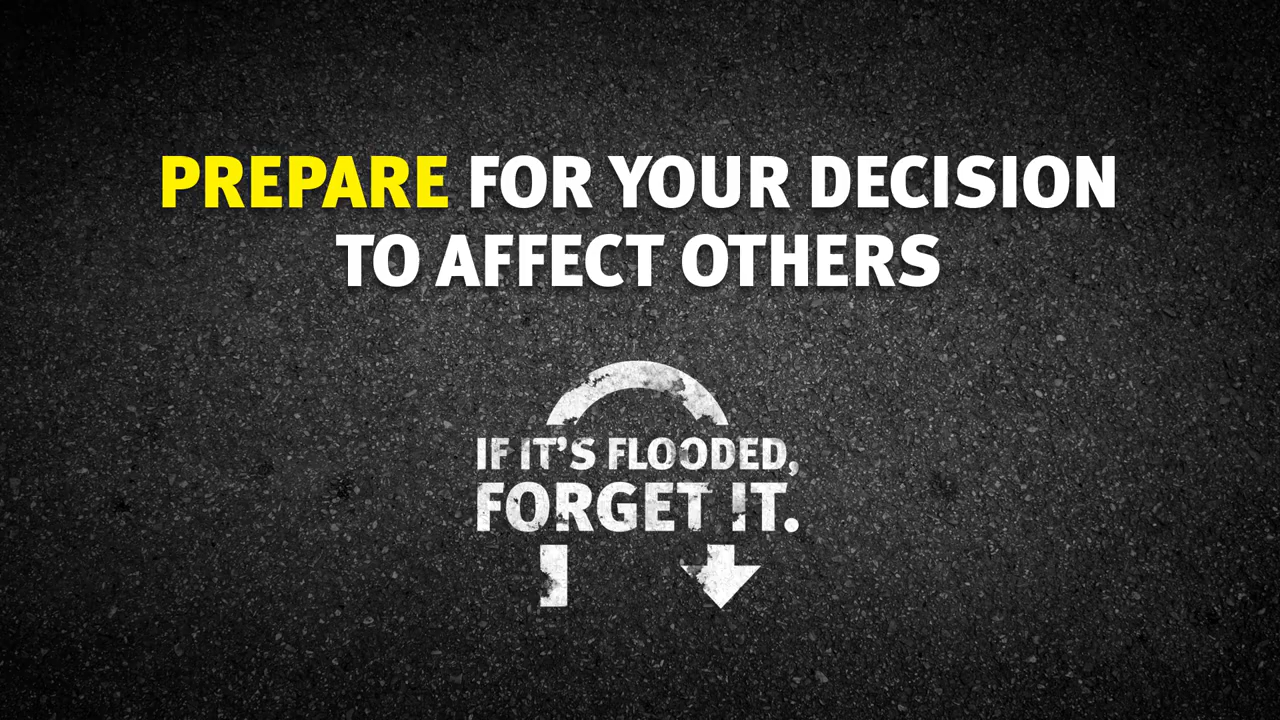 PREPARE FOR YOUR DECISION
TO AFFECT OTHERS
IF IT'S FLOODED,
FORGET IT.